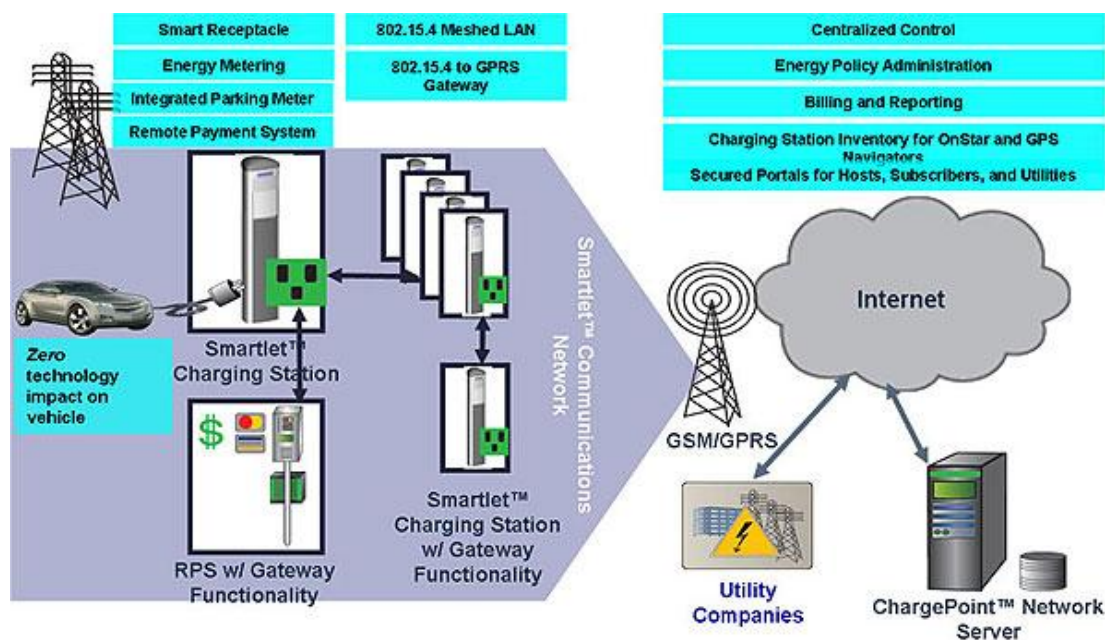 Smart Receptacle
Energy Metering
Integrated Parking Meter
Remote Payment System
802.15.4 Meshed LAN
802.15.4 to GPRS
Gateway
Centralized Control
Energy Policy Administration
Billing and Reporting
Charging Station Inventory for OnStar and GPS
Navigators
Secured Portals for Hosts, Subscribers, and Utilities
Zero
technology
impact on
vehicle
Smartlet™
Charging Station
$
RPS w/ Gateway
Functionality
Smartlet™
Charging Station
w/ Gateway
Functionality
Smartlet™ Communications
Network
GSM/GPRS
Internet
Utility
Companies
ChargePoint™ Network
Server